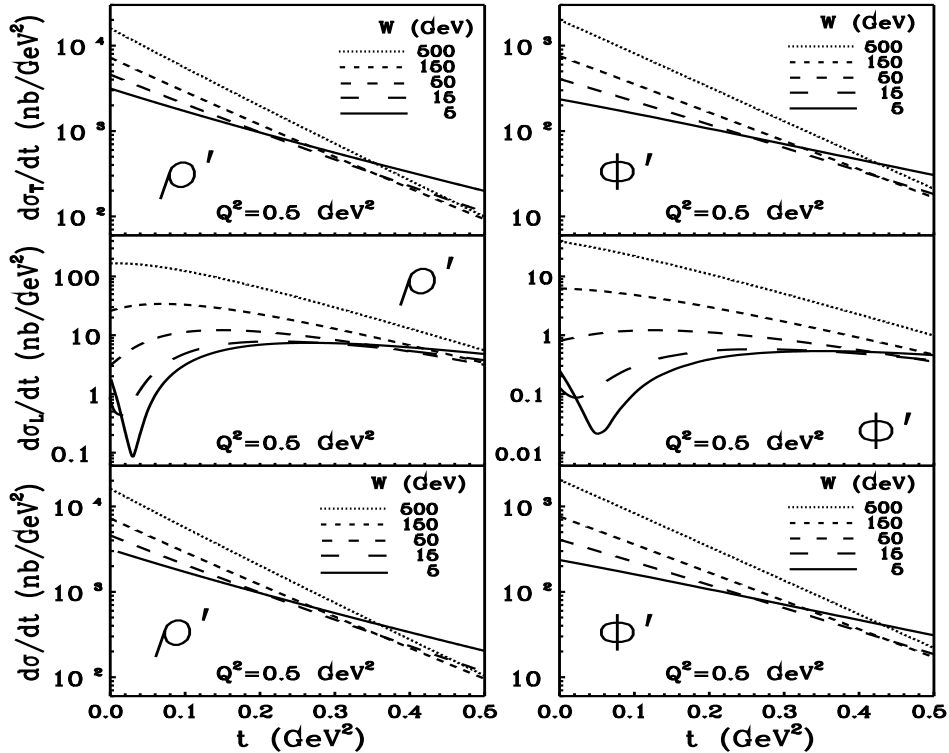 dσT/dt (nb/GeV²)
10⁴
10³
10²
W (GeV)
500
150
50
15
5
ρ′
Q²=0.5 GeV²
10³
10²
W (GeV)
500
150
50
15
5
Φ′
Q²=0.5 GeV²
dσL/dt (nb/GeV²)
100
10
1
0.1
ρ′
Q²=0.5 GeV²
10
1
0.1
0.01
Q²=0.5 GeV²
Φ′
dσ/dt (nb/GeV²)
10⁴
10³
10²
W (GeV)
500
150
50
15
5
ρ′
Q²=0.5 GeV²
0.0 0.1 0.2 0.3 0.4 0.5
t (GeV²)
10³
10²
W (GeV)
500
150
50
15
5
Φ′
Q²=0.5 GeV²
0.0 0.1 0.2 0.3 0.4 0.5
t (GeV²)